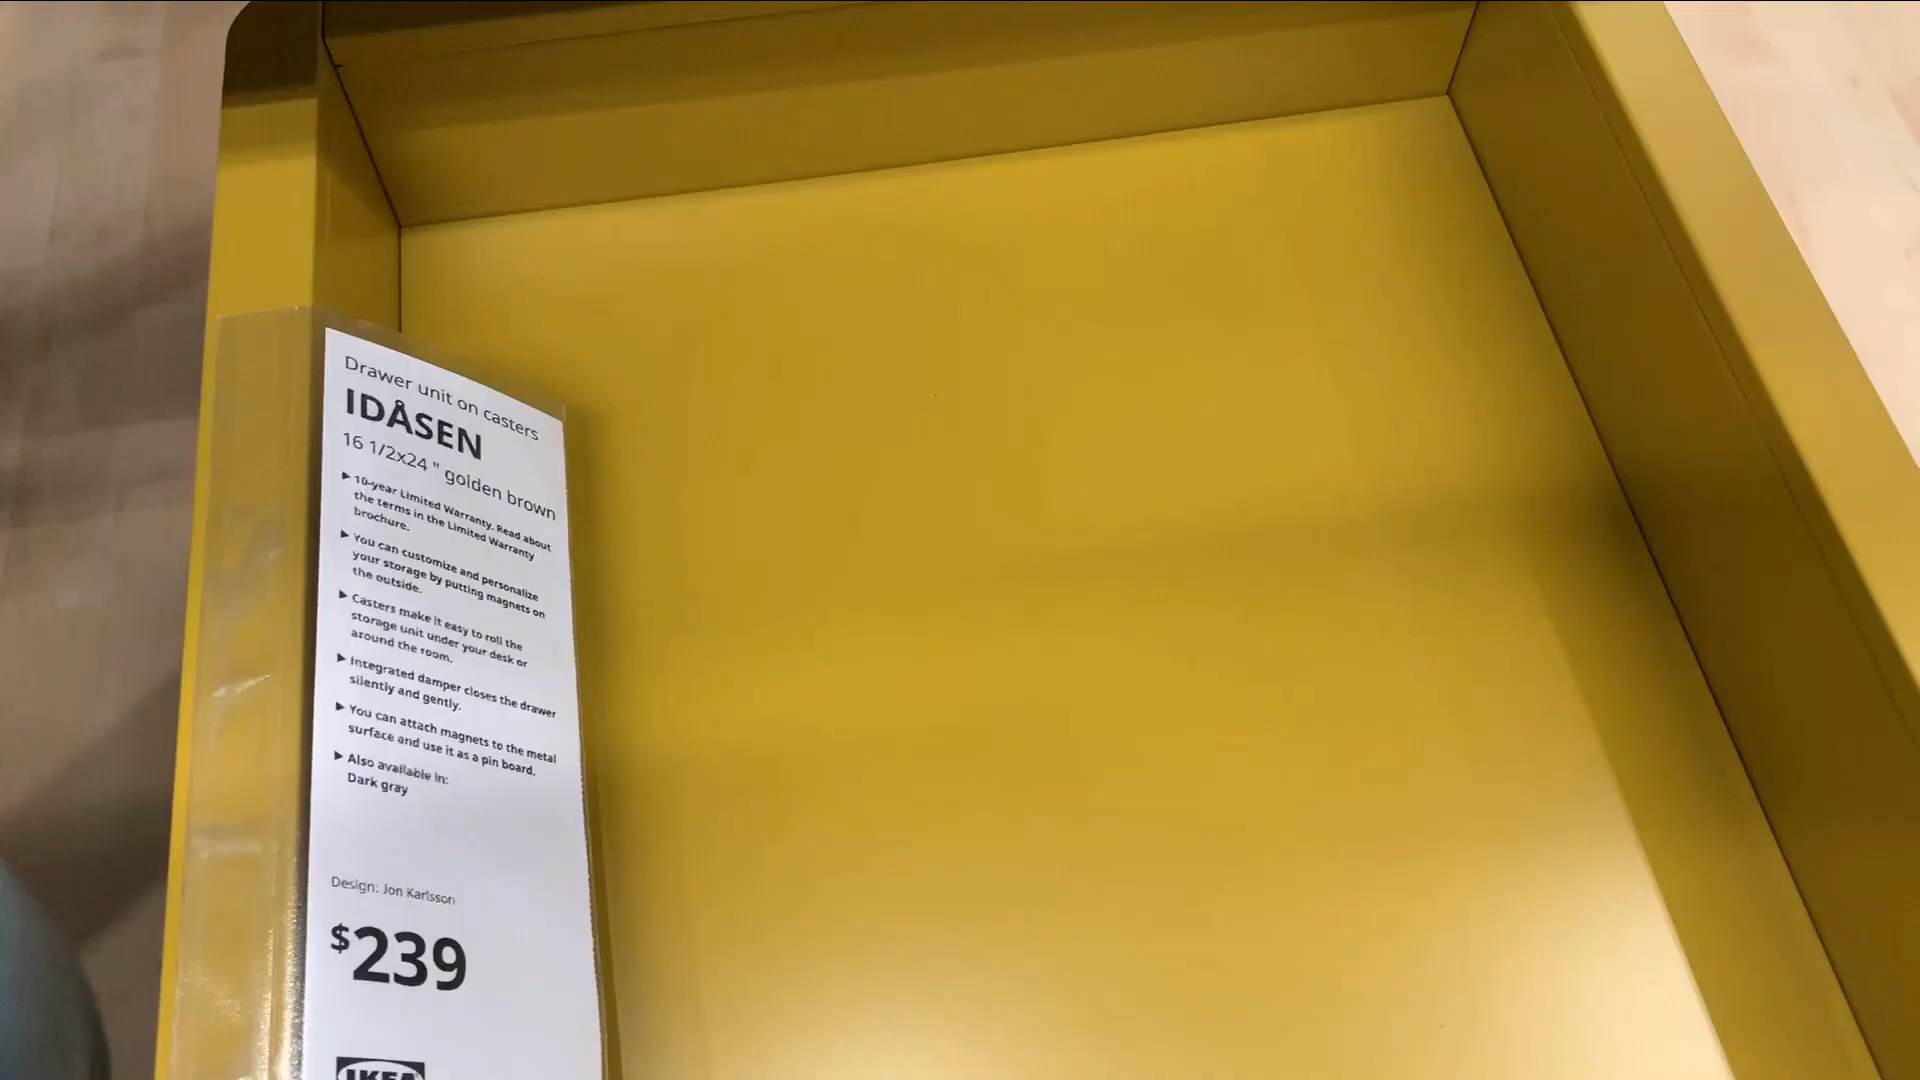 Drawer unit on casters
IDÅSEN
16 1/2x24 " golden brown
▶ 10-year Limited Warranty. Read about
the terms in the Limited Warranty
brochure.
▶ You can customize and personalize
your storage by putting magnets on
the outside.
▶ Casters make it easy to roll the
storage unit under your desk or
around the room.
▶ Integrated damper closes the drawer
silently and gently.
▶ You can attach magnets to the metal
surface and use it as a pin board.
▶ Also available in:
Dark gray
Design: Jon Karlsson
$239
IKEA